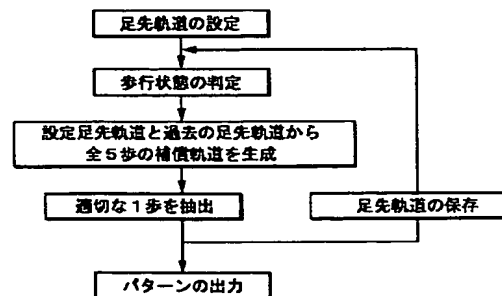 足先軌道の設定
歩行状態の判定
設定足先軌道と過去の足先軌道から
全5歩の補償軌道を生成
適切な1歩を抽出
足先軌道の保存
パターンの出力